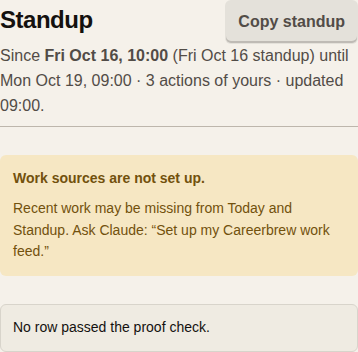 Standup
Copy standup
Since Fri Oct 16, 10:00 (Fri Oct 16 standup) until
Mon Oct 19, 09:00 · 3 actions of yours · updated
09:00.
Work sources are not set up.
Recent work may be missing from Today and
Standup. Ask Claude: “Set up my Careerbrew work
feed.”
No row passed the proof check.